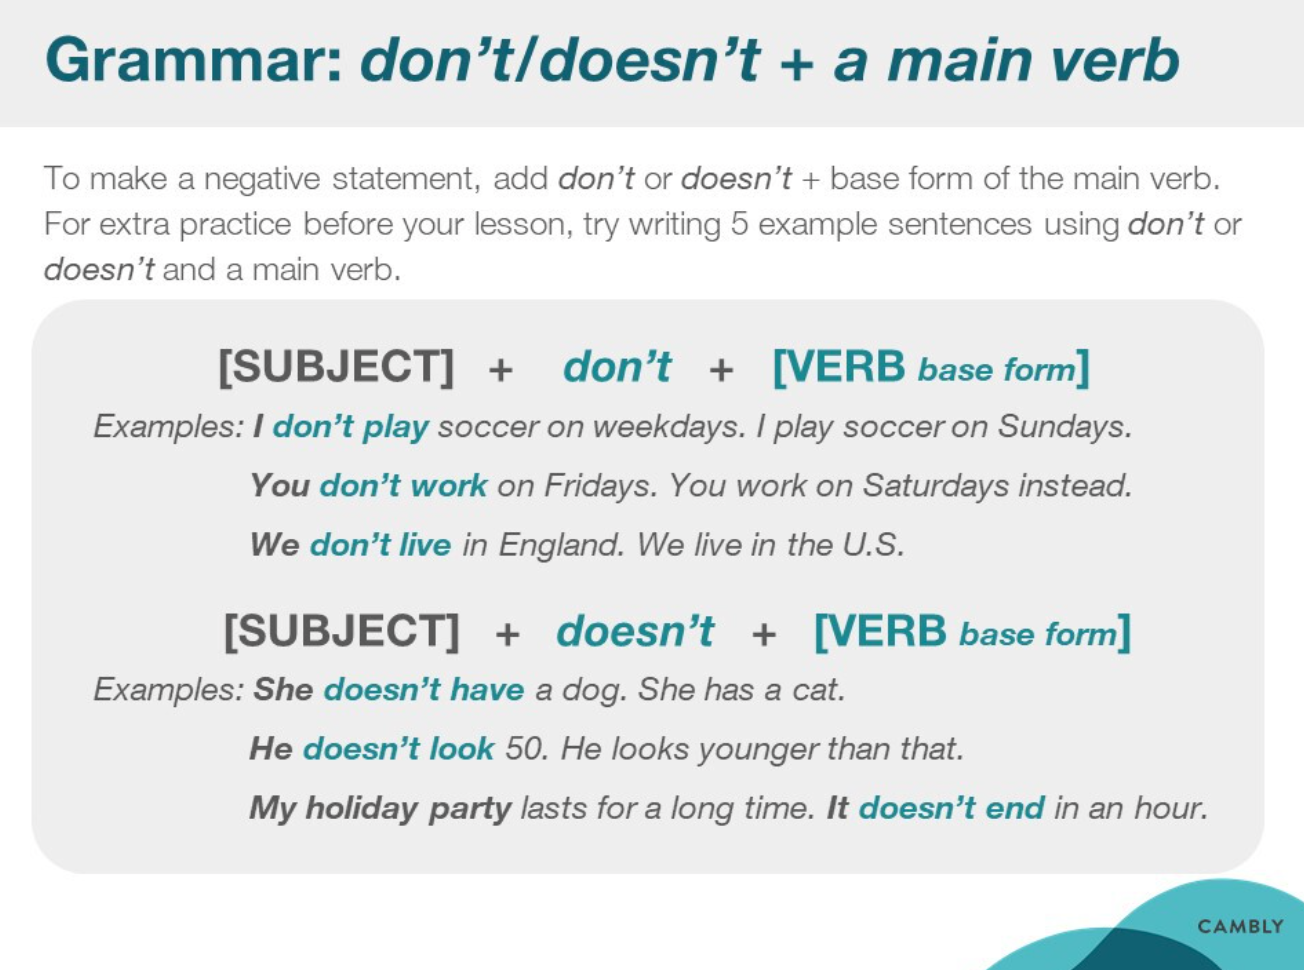 Grammar: don't/doesn't + a main verb
To make a negative statement, add don't or doesn't + base form of the main verb.
For extra practice before your lesson, try writing 5 example sentences using don't or
doesn't and a main verb.
[SUBJECT] + don't + [VERB base form]
Examples: I don't play soccer on weekdays. I play soccer on Sundays.
You don't work on Fridays. You work on Saturdays instead.
We don't live in England. We live in the U.S.
[SUBJECT] + doesn't + [VERB base form]
Examples: She doesn't have a dog. She has a cat.
He doesn't look 50. He looks younger than that.
My holiday party lasts for a long time. It doesn't end in an hour.
CAMBLY